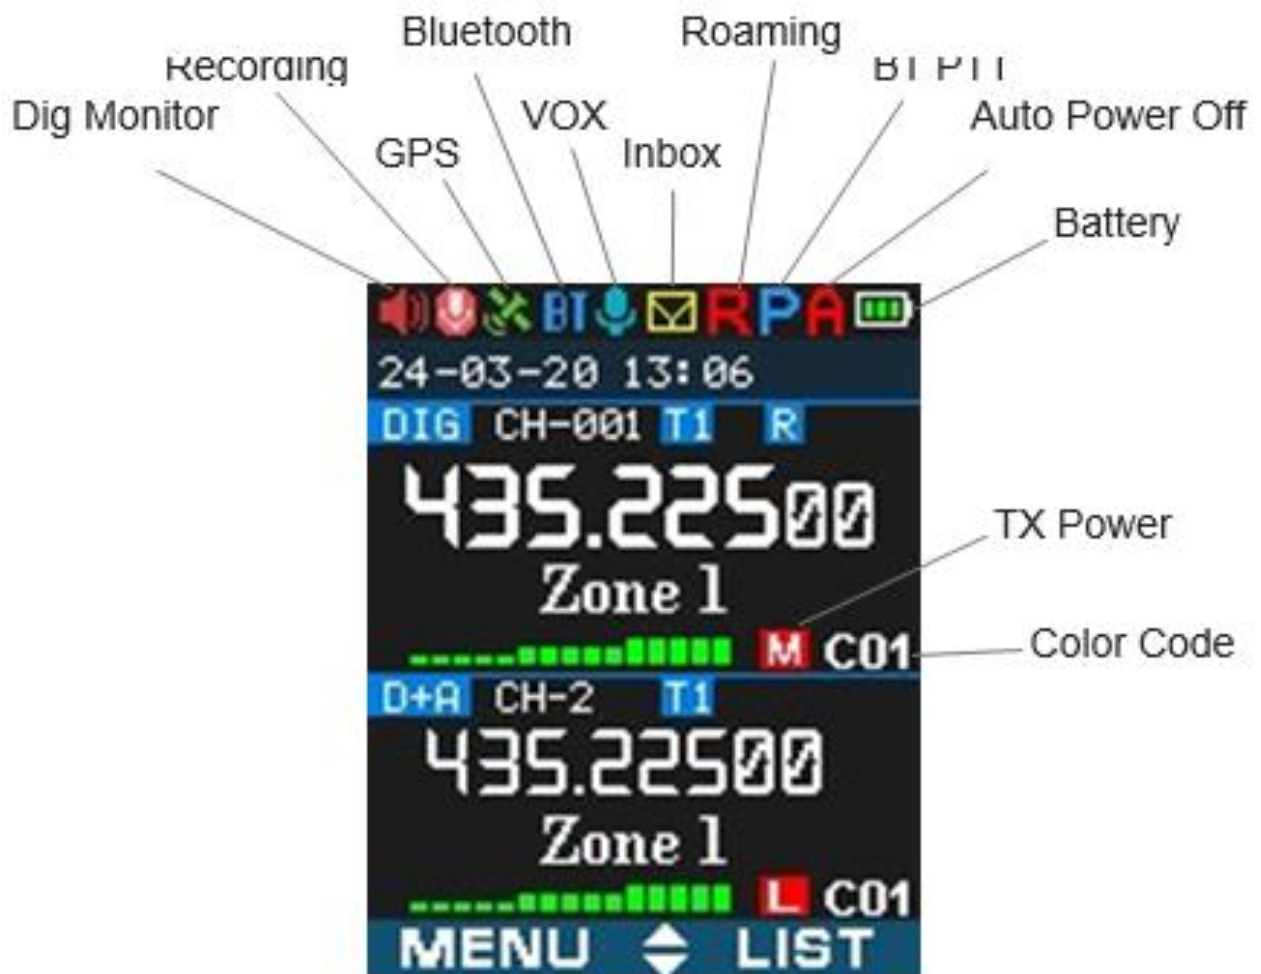 Bluetooth Roaming
Recording BT PTT
Dig Monitor VOX Auto Power Off
GPS Inbox
Battery
BT R P A
24-03-20 13:06
DIG CH-001 T1 R
435.22500
TX Power
Zone 1
M C01 Color Code
D+A CH-2 T1
435.22500
Zone 1
L C01
MENU LIST